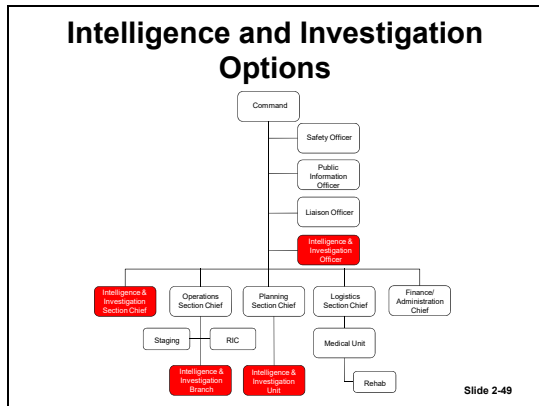 Intelligence and Investigation
Options
Command
Safety Officer
Public
Information
Officer
Liaison Officer
Intelligence &
Investigation
Officer
Intelligence &
Investigation
Section Chief
Operations
Section Chief
Planning
Section Chief
Logistics
Section Chief
Finance/
Administration
Chief
Staging
RIC
Medical Unit
Intelligence &
Investigation
Branch
Intelligence &
Investigation
Unit
Rehab
Slide 2-49